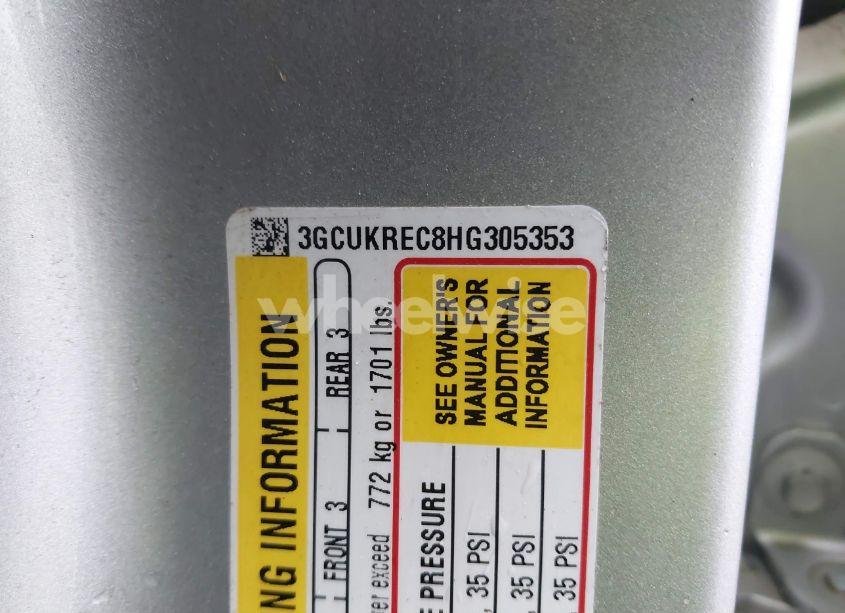 3GCUKREC8HG305353
wheelwise
NG INFORMATION
FRONT 3 REAR 3
ver exceed 772 kg or 1701 lbs.
E PRESSURE
SEE OWNER'S
MANUAL FOR
ADDITIONAL
INFORMATION
, 35 PSI
, 35 PSI
, 35 PSI